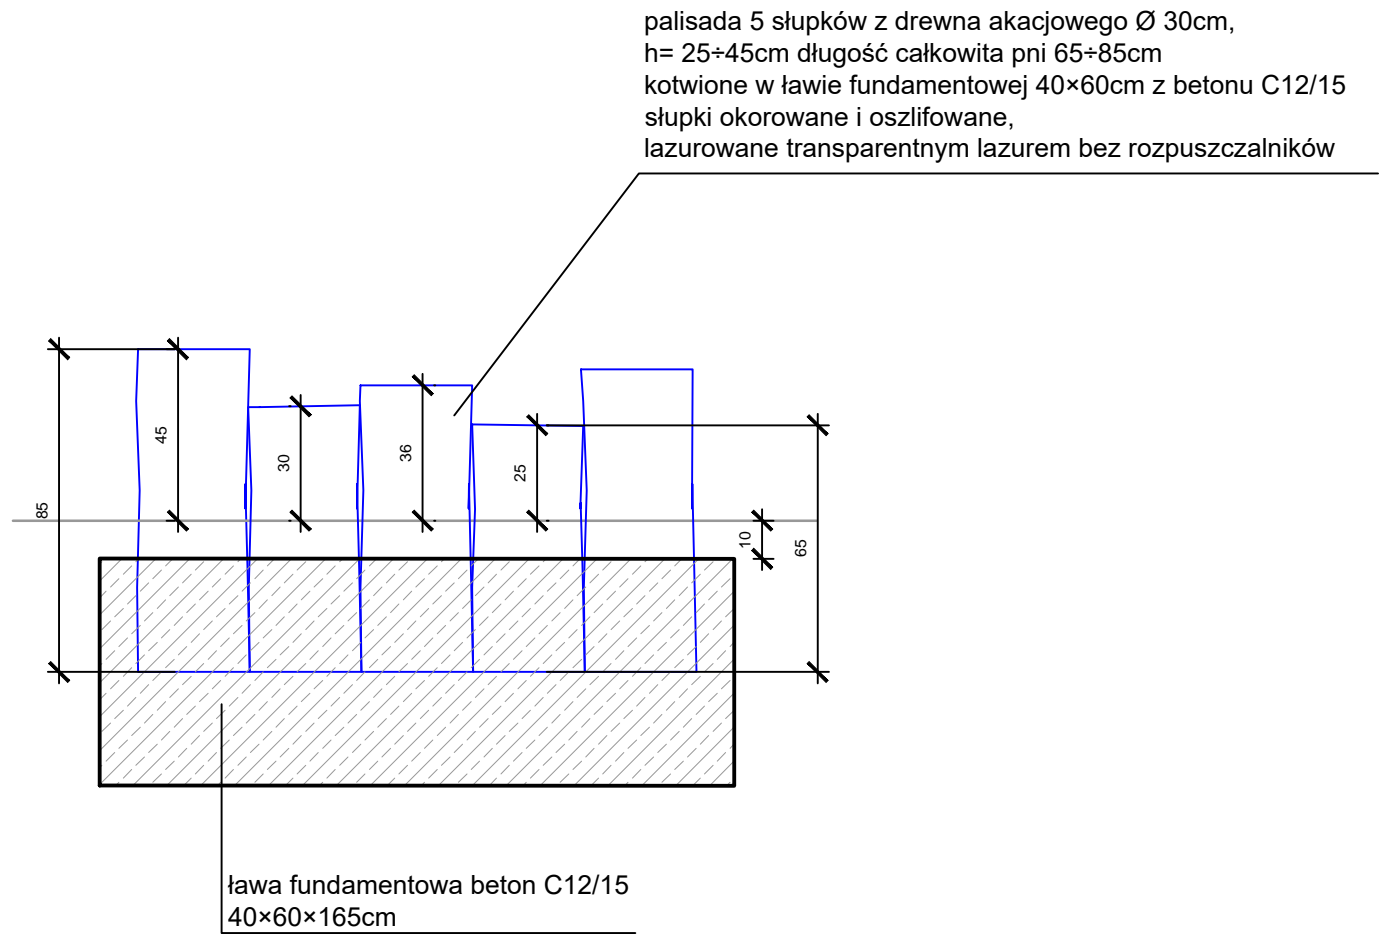 palisada 5 słupków z drewna akacjowego Ø 30cm,
h= 25÷45cm długość całkowita pni 65÷85cm
kotwione w ławie fundamentowej 40×60cm z betonu C12/15
słupki okorowane i oszlifowane,
lazurowane transparentnym lazurem bez rozpuszczalników
45
30
36
25
85
10
65
ława fundamentowa beton C12/15
40×60×165cm